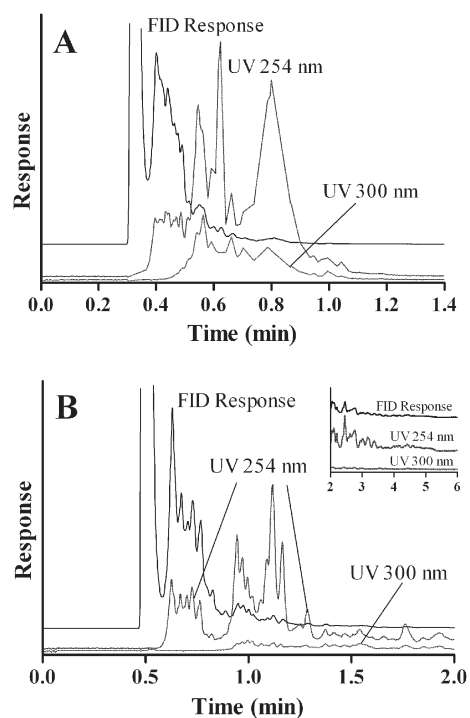 A
FID Response
UV 254 nm
UV 300 nm
Response
0.0 0.2 0.4 0.6 0.8 1.0 1.2 1.4
Time (min)
B
FID Response
UV 254 nm
UV 300 nm
FID Response
UV 254 nm
UV 300 nm
2 3 4 5 6
Response
0.0 0.5 1.0 1.5 2.0
Time (min)